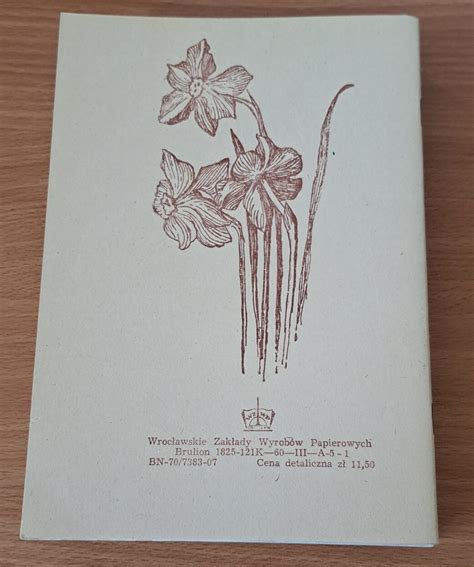 Wrocławskie Zakłady Wyrobów Papierowych
Brulion 1825-121K—60—III—A-5-1
BN-70/7383-07 Cena detaliczna zł 11,50